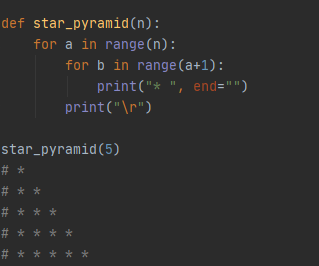 def star_pyramid(n):
    for a in range(n):
        for b in range(a+1):
            print("* ", end="")
        print("\r")

star_pyramid(5)
# *
# * *
# * * *
# * * * *
# * * * * *